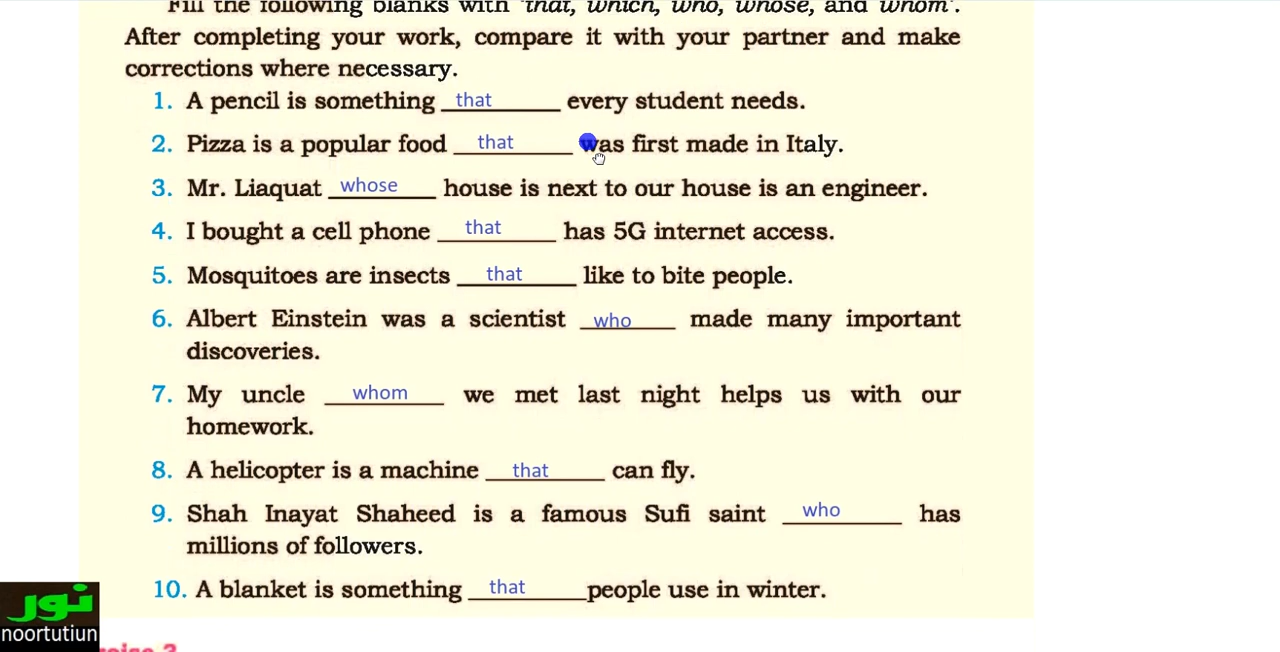 Fill the following blanks with 'that, which, who, whose, and whom'.
After completing your work, compare it with your partner and make
corrections where necessary.
1. A pencil is something that every student needs.
2. Pizza is a popular food that was first made in Italy.
3. Mr. Liaquat whose house is next to our house is an engineer.
4. I bought a cell phone that has 5G internet access.
5. Mosquitoes are insects that like to bite people.
6. Albert Einstein was a scientist who made many important
discoveries.
7. My uncle whom we met last night helps us with our
homework.
8. A helicopter is a machine that can fly.
9. Shah Inayat Shaheed is a famous Sufi saint who has
millions of followers.
10. A blanket is something that people use in winter.
نور
noortutiun